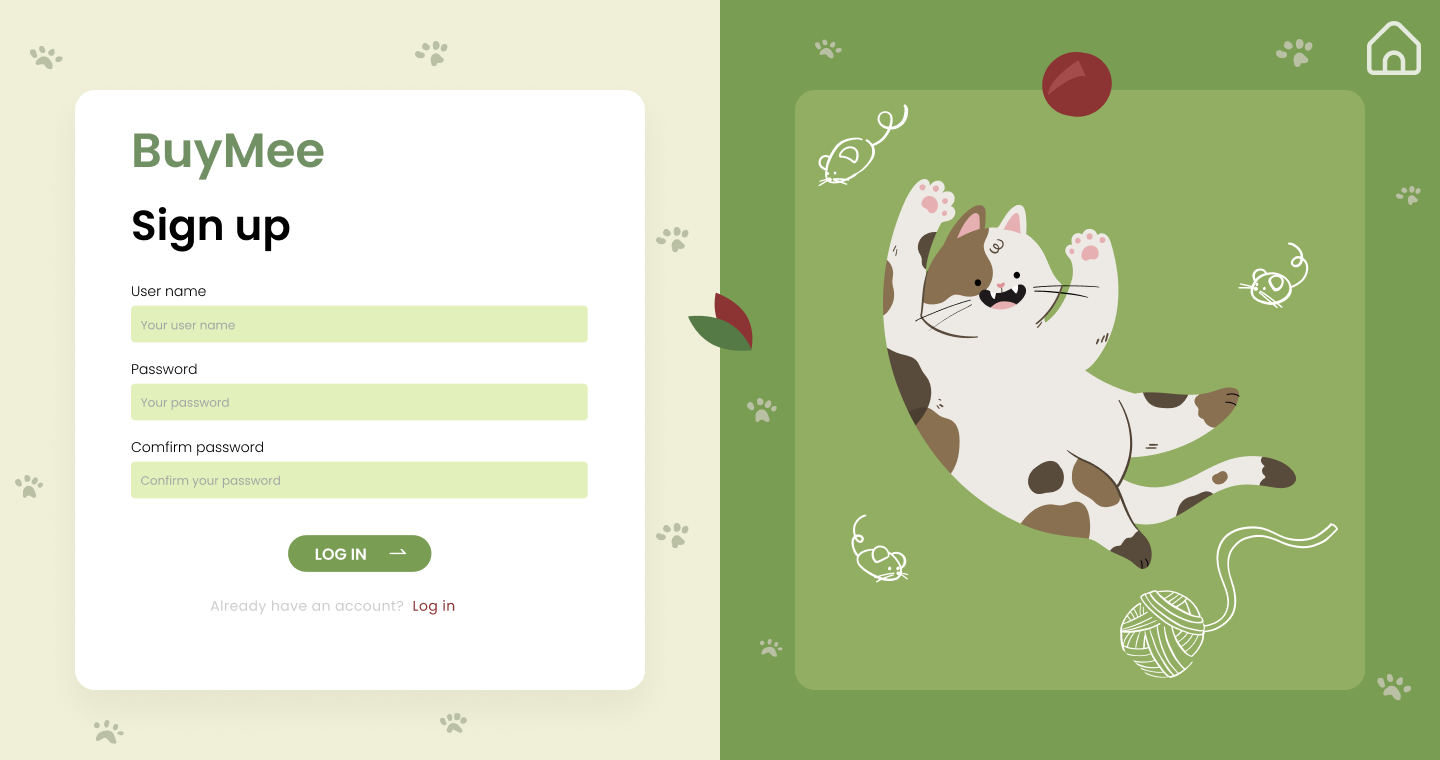 BuyMee
Sign up
User name
Your user name
Password
Your password
Comfirm password
Confirm your password
LOG IN
Already have an account? Log in